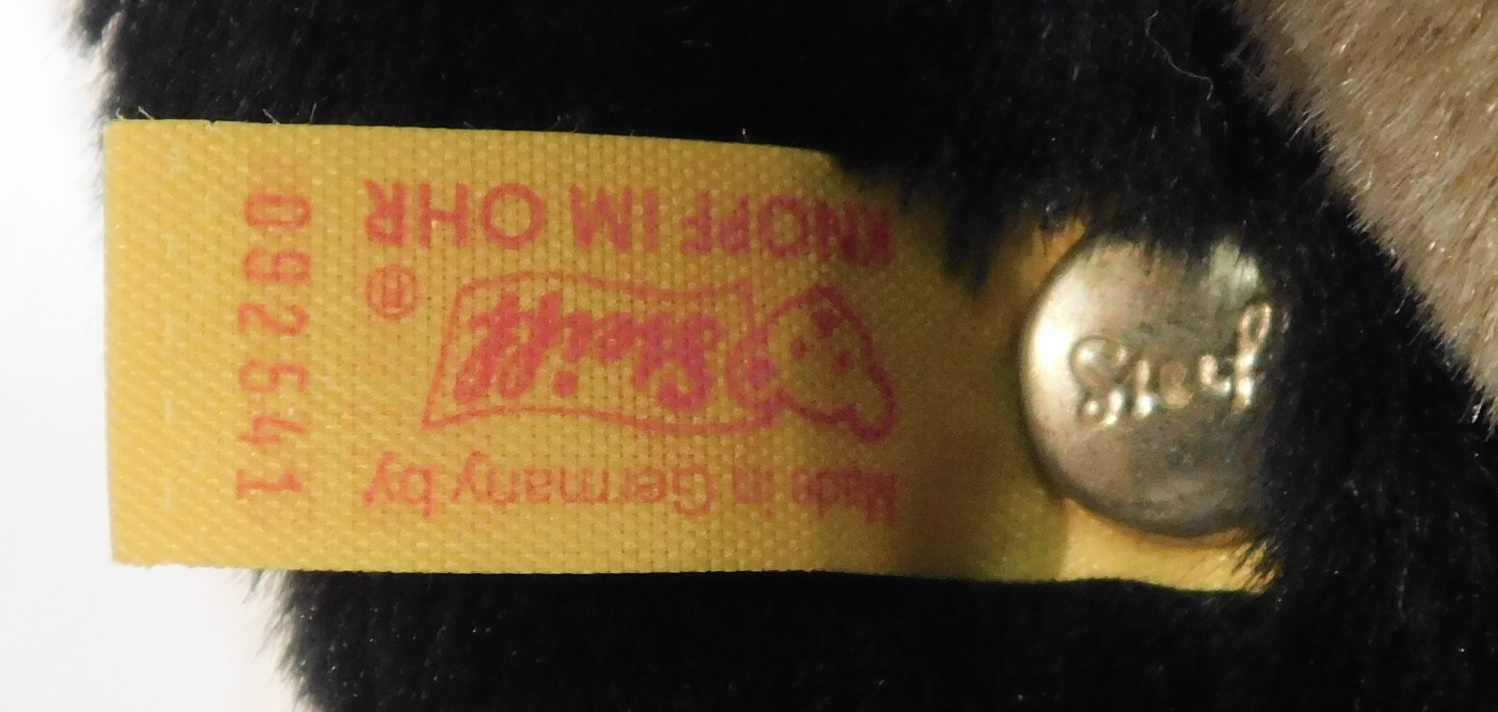 Made in Germany by
Steiff ®
KNOPF IM OHR
092541
Steiff